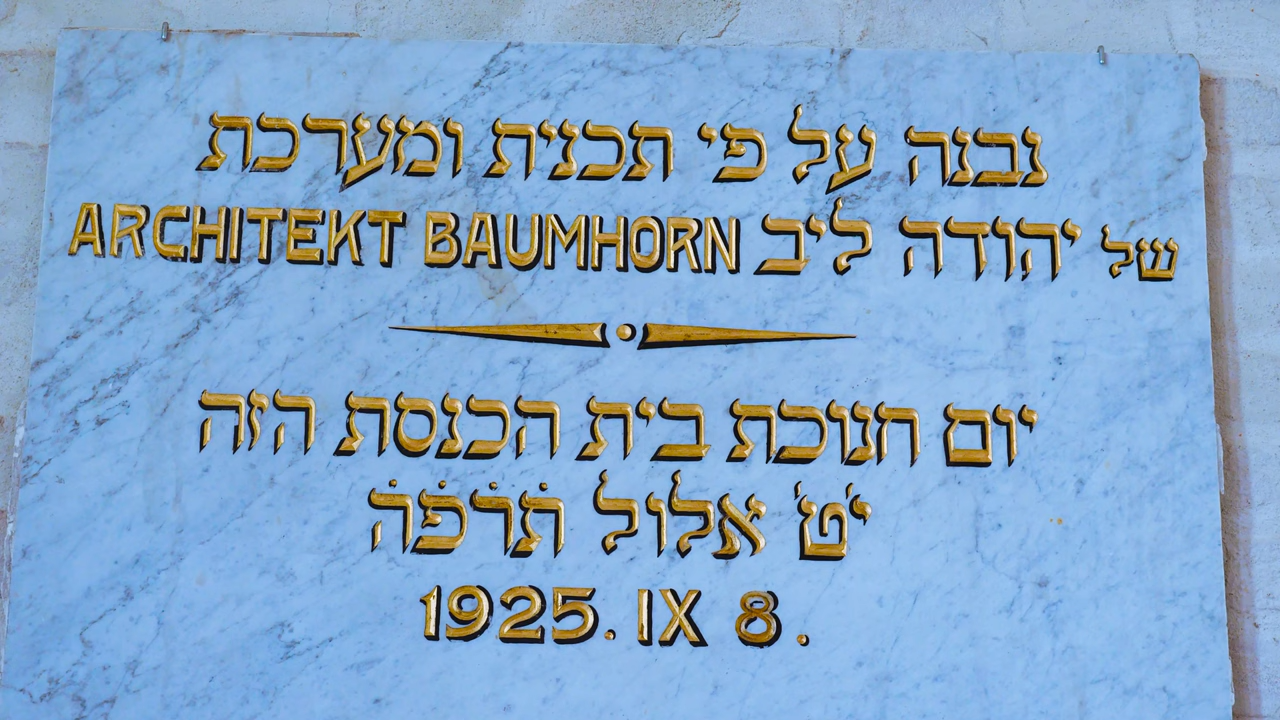 נבנה על פי תכנית ומערכת
של יהודה ליב ARCHITEKT BAUMHORN
יום חנוכת בית הכנסת הזה
י̇ט̇ אלול ת̇ר̇פ̇ה̇
1925. IX 8.